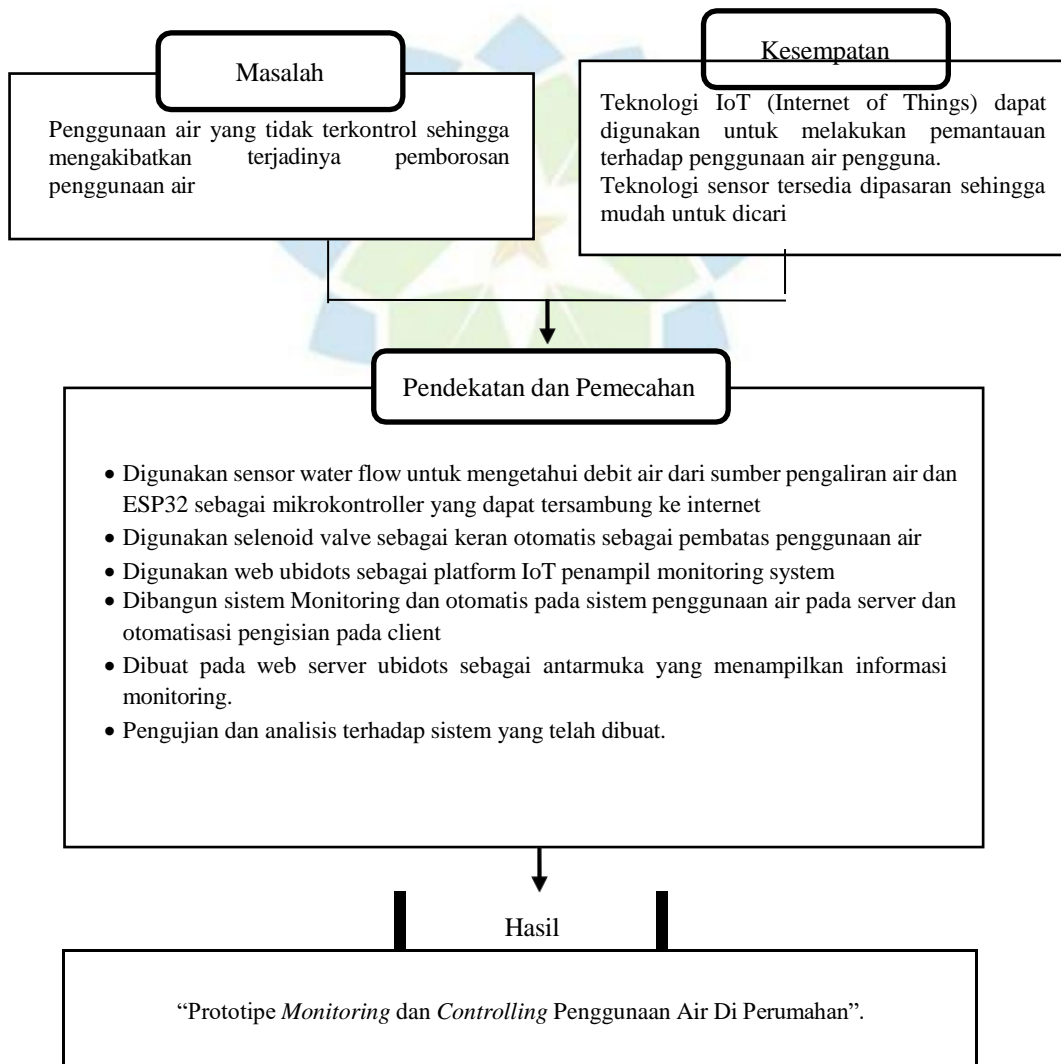 Masalah
Penggunaan air yang tidak terkontrol sehingga
mengakibatkan terjadinya pemborosan
penggunaan air
Kesempatan
Teknologi IoT (Internet of Things) dapat
digunakan untuk melakukan pemantauan
terhadap penggunaan air pengguna.
Teknologi sensor tersedia dipasaran sehingga
mudah untuk dicari
Pendekatan dan Pemecahan
• Digunakan sensor water flow untuk mengetahui debit air dari sumber pengaliran air dan
ESP32 sebagai mikrokontroller yang dapat tersambung ke internet
• Digunakan selenoid valve sebagai keran otomatis sebagai pembatas penggunaan air
• Digunakan web ubidots sebagai platform IoT penampil monitoring system
• Dibangun sistem Monitoring dan otomatis pada sistem penggunaan air pada server dan
otomatisasi pengisian pada client
• Dibuat pada web server ubidots sebagai antarmuka yang menampilkan informasi
monitoring.
• Pengujian dan analisis terhadap sistem yang telah dibuat.
Hasil
“Prototipe Monitoring dan Controlling Penggunaan Air Di Perumahan”.